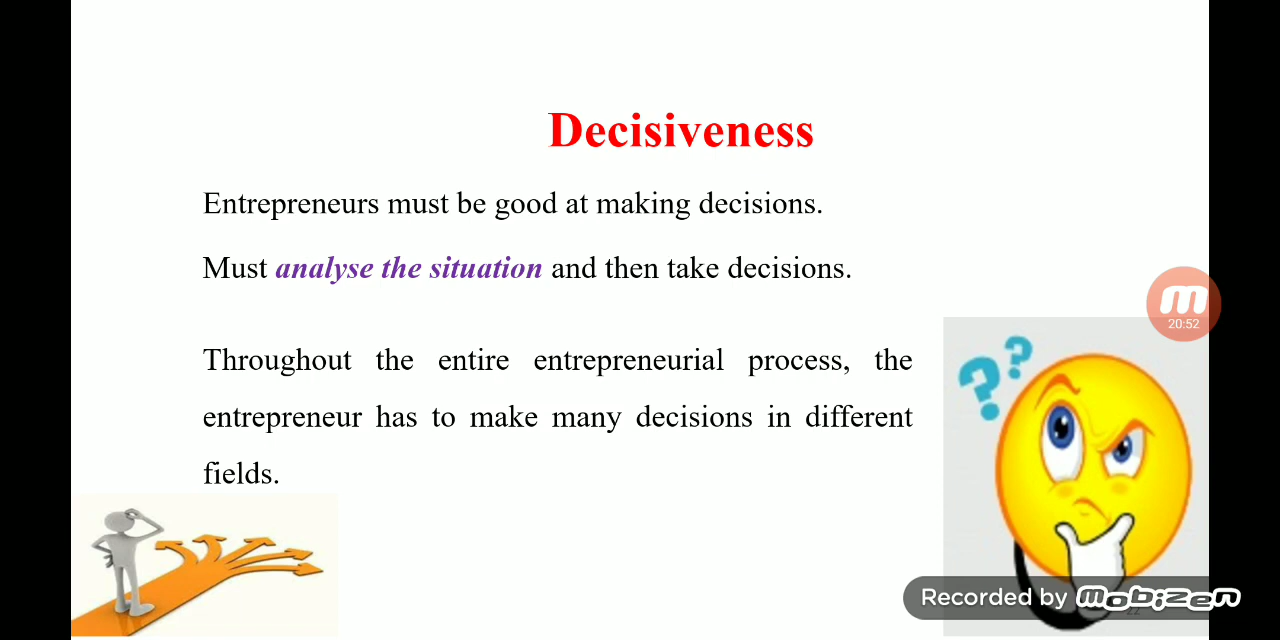 Decisiveness
Entrepreneurs must be good at making decisions.
Must analyse the situation and then take decisions.
20:52
? ?
Throughout the entire entrepreneurial process, the
entrepreneur has to make many decisions in different
fields.
Recorded by mobizen
22